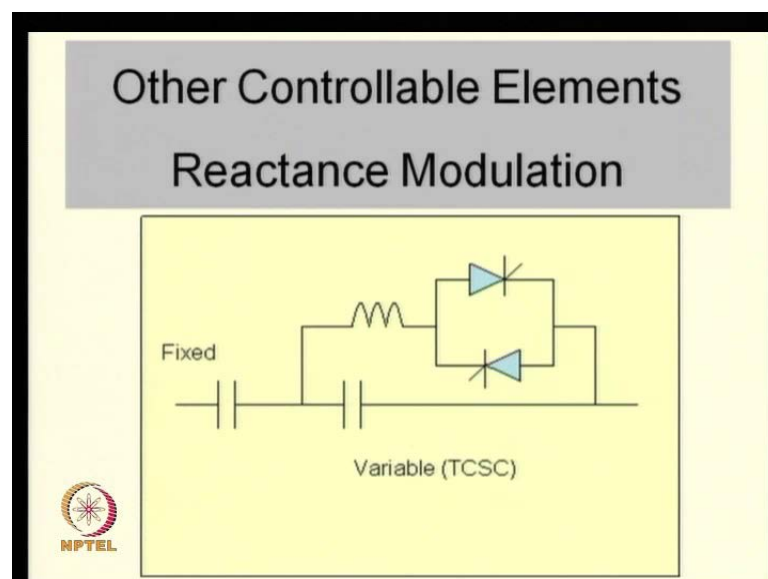 Other Controllable Elements
Reactance Modulation
Fixed
Variable (TCSC)
NPTEL